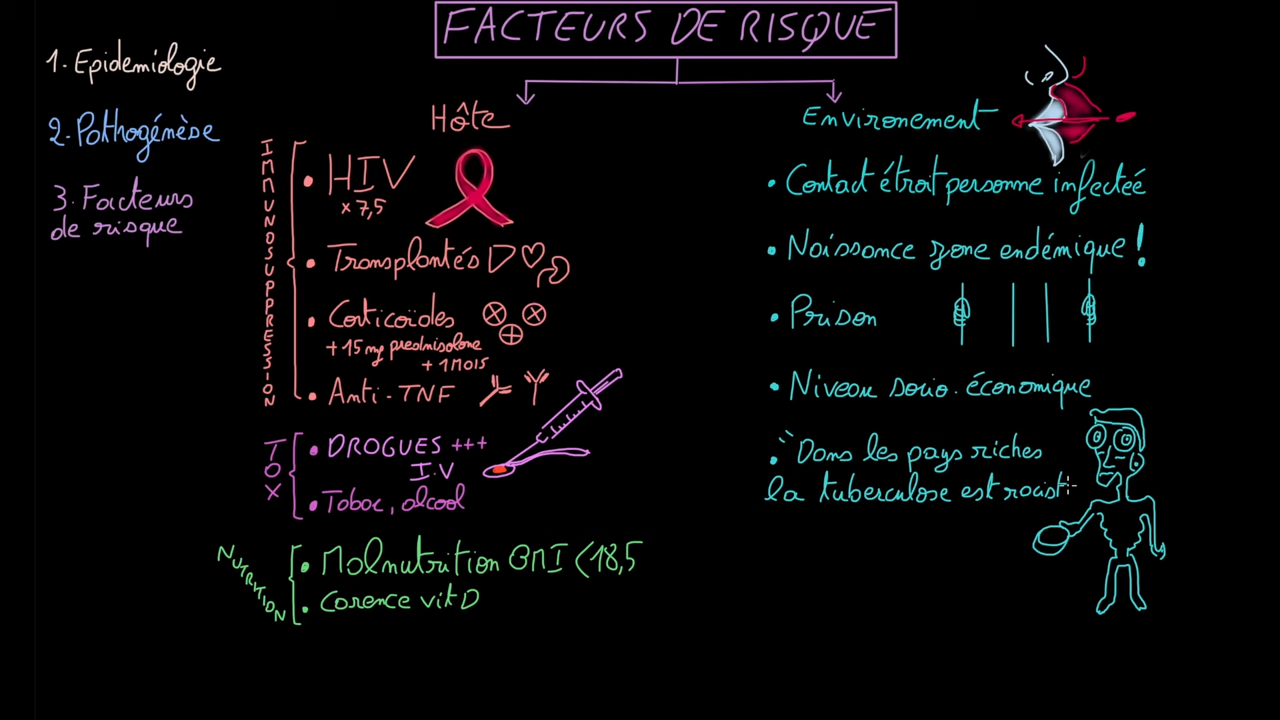 FACTEURS DE RISQUE
1. Epidemiologie
2. Pathogénèse
3. Facteurs
de risque
Hôte
IMMUNOSUPPRESSION
• HIV
x 7,5
• Transplantés
• Corticoïdes
+ 15 mg prednisolone
+ 1 MOIS
• Anti-TNF
TOX
• DROGUES +++
I.V
• Tabac, alcool
NUTRITION
• Malnutrition BMI <18,5
• Carence vit D
Environement
• Contact étroit personne infecteé
• Naissance zone endémique !
• Prison
• Niveau socio-économique
• "Dans les pays riches
la tuberculose est racist